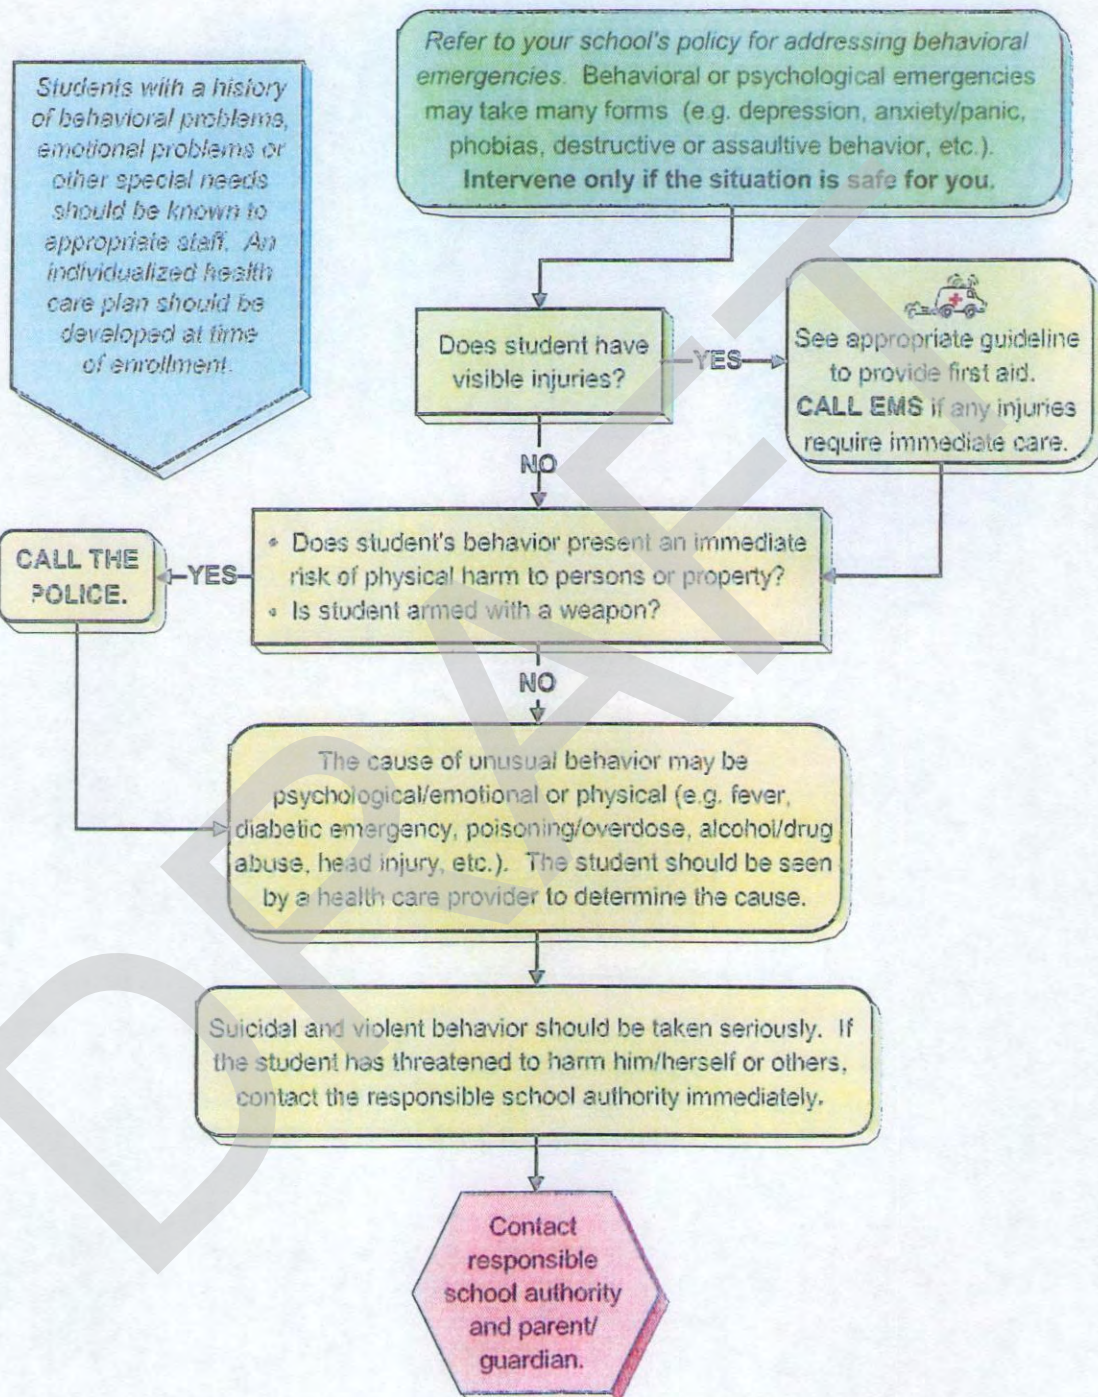 Refer to your school's policy for addressing behavioral
emergencies. Behavioral or psychological emergencies
may take many forms (e.g. depression, anxiety/panic,
phobias, destructive or assaultive behavior, etc.).
Intervene only if the situation is safe for you.
Students with a history
of behavioral problems,
emotional problems or
other special needs
should be known to
appropriate staff. An
individualized health
care plan should be
developed at time
of enrollment.
Does student have
visible injuries?
YES
See appropriate guideline
to provide first aid.
CALL EMS if any injuries
require immediate care.
NO
• Does student's behavior present an immediate
risk of physical harm to persons or property?
• Is student armed with a weapon?
YES
CALL THE
POLICE.
NO
The cause of unusual behavior may be
psychological/emotional or physical (e.g. fever,
diabetic emergency, poisoning/overdose, alcohol/drug
abuse, head injury, etc.). The student should be seen
by a health care provider to determine the cause.
Suicidal and violent behavior should be taken seriously. If
the student has threatened to harm him/herself or others,
contact the responsible school authority immediately.
Contact
responsible
school authority
and parent/
guardian.
DRAFT